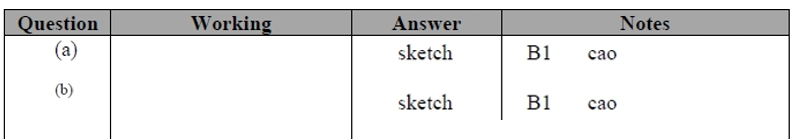 Question Working Answer Notes
(a) sketch B1 cao
(b)
sketch B1 cao